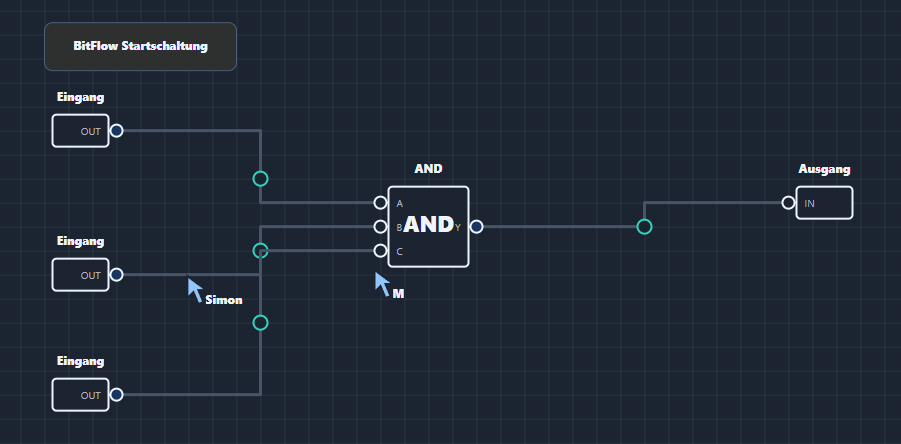 BitFlow Startschaltung
Eingang
OUT
AND
Ausgang
A
B
AND
Y
C
IN
Eingang
OUT
Simon
M
Eingang
OUT